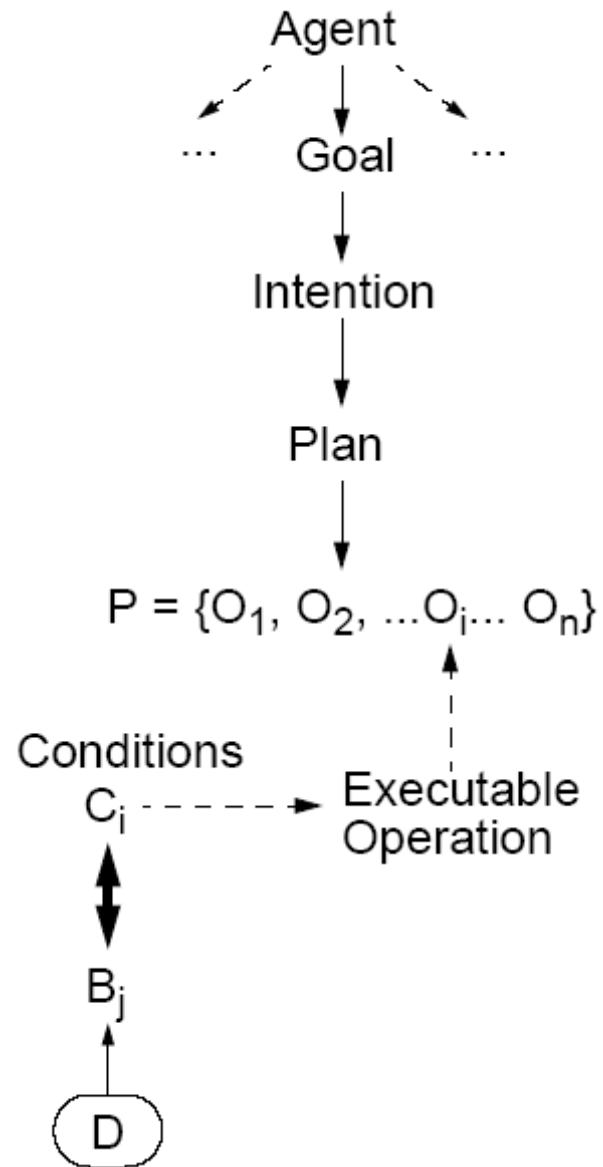 Agent
... Goal ...
Intention
Plan
P = {O1, O2, ...Oi... On}
Conditions
Ci
Executable
Operation
Bj
D